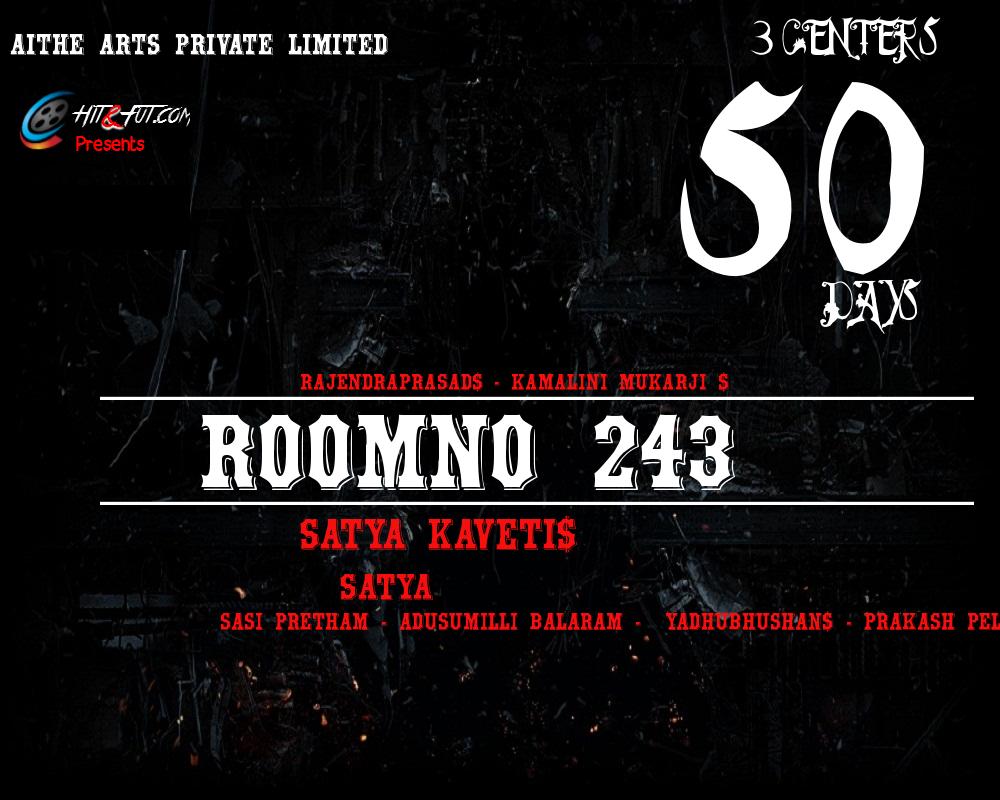 AITHE ARTS PRIVATE LIMITED
3 CENTERS
50
DAYS
HIT&FUT.COM
Presents
RAJENDRAPRASAD$ - KAMALINI MUKARJI $
ROOMNO 243
SATYA KAVETI$
SATYA
SASI PRETHAM - ADUSUMILLI BALARAM - YADHUBHUSHAN$ - PRAKASH PEL